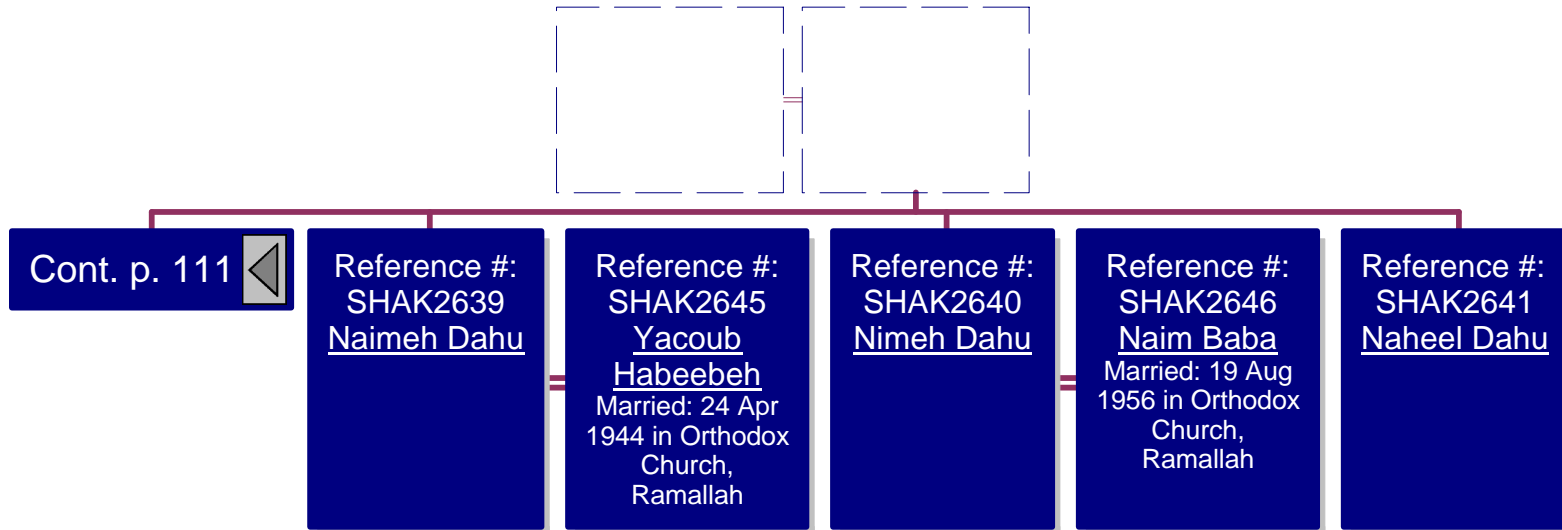 Cont. p. 111
Reference #:
SHAK2639
Naimeh Dahu
Reference #:
SHAK2645
Yacoub
Habeebeh
Married: 24 Apr
1944 in Orthodox
Church,
Ramallah
Reference #:
SHAK2640
Nimeh Dahu
Reference #:
SHAK2646
Naim Baba
Married: 19 Aug
1956 in Orthodox
Church,
Ramallah
Reference #:
SHAK2641
Naheel Dahu